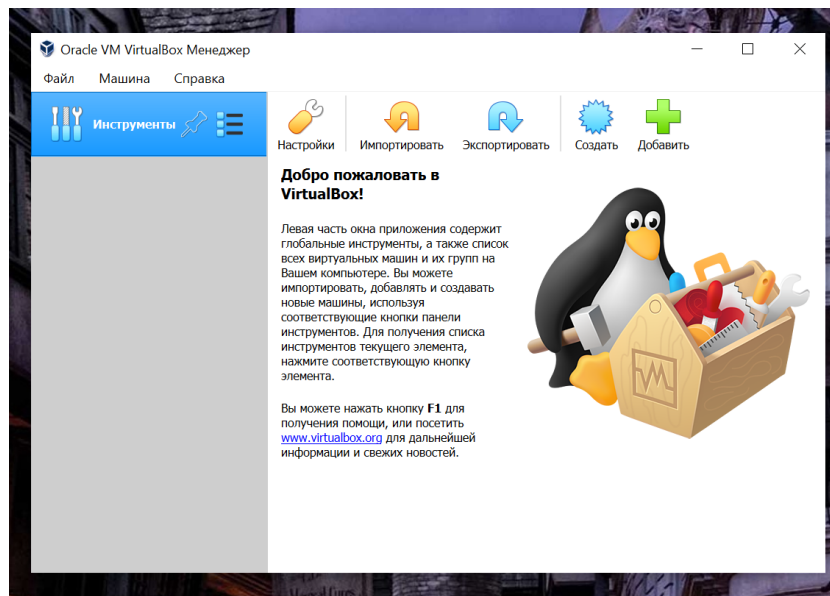 Oracle VM VirtualBox Менеджер
Файл Машина Справка
Инструменты
Настройки Импортировать Экспортировать Создать Добавить
Добро пожаловать в
VirtualBox!
Левая часть окна приложения содержит
глобальные инструменты, а также список
всех виртуальных машин и их групп на
Вашем компьютере. Вы можете
импортировать, добавлять и создавать
новые машины, используя
соответствующие кнопки панели
инструментов. Для получения списка
инструментов текущего элемента,
нажмите соответствующую кнопку
элемента.
Вы можете нажать кнопку F1 для
получения помощи, или посетить
www.virtualbox.org для дальнейшей
информации и свежих новостей.